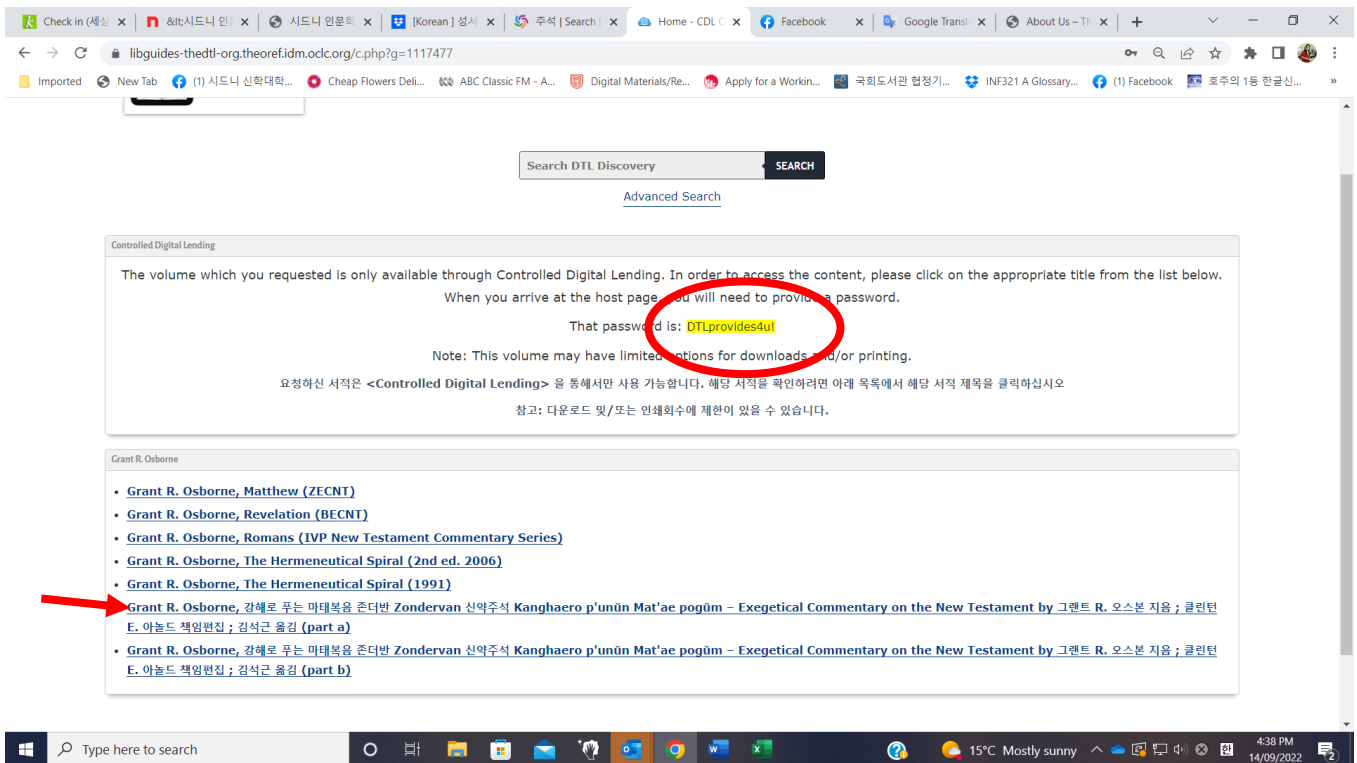 Check in (세상
&lt;시드니 인문
시드니 인문학
[Korean ] 성서
주석 | Search |
Home - CDL C
Facebook
Google Transl
About Us – Th
libguides-thedtl-org.theoref.idm.oclc.org/c.php?g=1117477
Imported
New Tab
(1) 시드니 신학대학...
Cheap Flowers Deli...
ABC Classic FM - A...
Digital Materials/Re...
Apply for a Workin...
국회도서관 협정기...
INF321 A Glossary...
(1) Facebook
호주의 1등 한글신...
»
Search DTL Discovery
SEARCH
Advanced Search
Controlled Digital Lending
The volume which you requested is only available through Controlled Digital Lending. In order to access the content, please click on the appropriate title from the list below.
When you arrive at the host page, you will need to provide a password.
That password is: DTLprovides4u!
Note: This volume may have limited options for downloads and/or printing.
요청하신 서적은 <Controlled Digital Lending> 을 통해서만 사용 가능합니다. 해당 서적을 확인하려면 아래 목록에서 해당 서적 제목을 클릭하십시오
참고: 다운로드 및/또는 인쇄회수에 제한이 있을 수 있습니다.
Grant R. Osborne
Grant R. Osborne, Matthew (ZECNT)
Grant R. Osborne, Revelation (BECNT)
Grant R. Osborne, Romans (IVP New Testament Commentary Series)
Grant R. Osborne, The Hermeneutical Spiral (2nd ed. 2006)
Grant R. Osborne, The Hermeneutical Spiral (1991)
Grant R. Osborne, 강해로 푸는 마태복음 존더반 Zondervan 신약주석 Kanghaero p'unŭn Mat'ae pogŭm – Exegetical Commentary on the New Testament by 그랜트 R. 오스본 지음 ; 클린턴
E. 아놀드 책임편집 ; 김석근 옮김 (part a)
Grant R. Osborne, 강해로 푸는 마태복음 존더반 Zondervan 신약주석 Kanghaero p'unŭn Mat'ae pogŭm – Exegetical Commentary on the New Testament by 그랜트 R. 오스본 지음 ; 클린턴
E. 아놀드 책임편집 ; 김석근 옮김 (part b)
Type here to search
15°C Mostly sunny
한
4:38 PM
14/09/2022
2